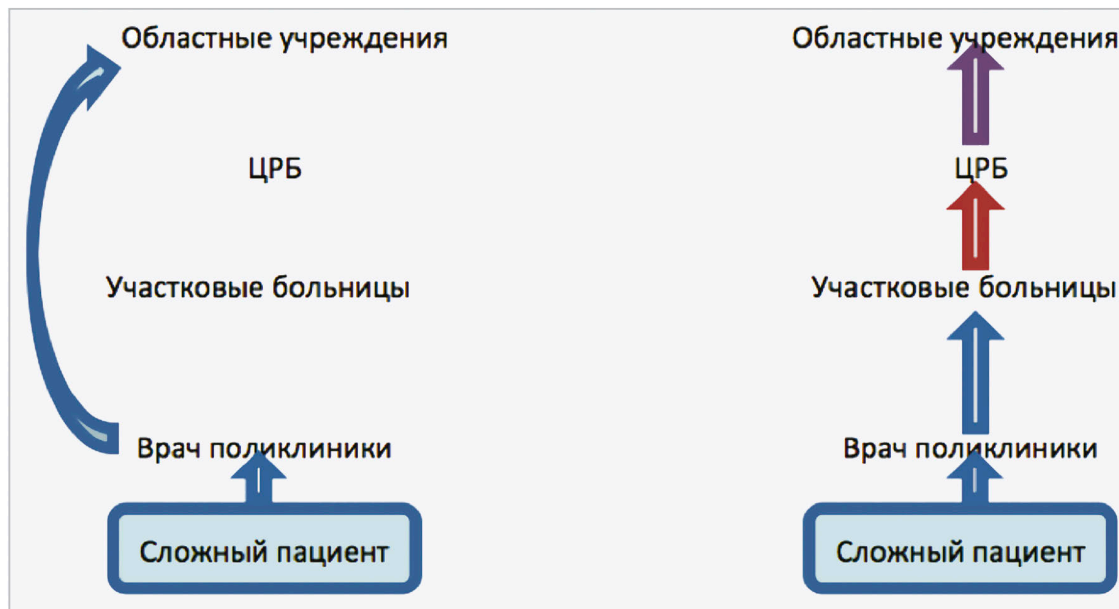 Областные учреждения
ЦРБ
Участковые больницы
Врач поликлиники
Сложный пациент
Областные учреждения
ЦРБ
Участковые больницы
Врач поликлиники
Сложный пациент